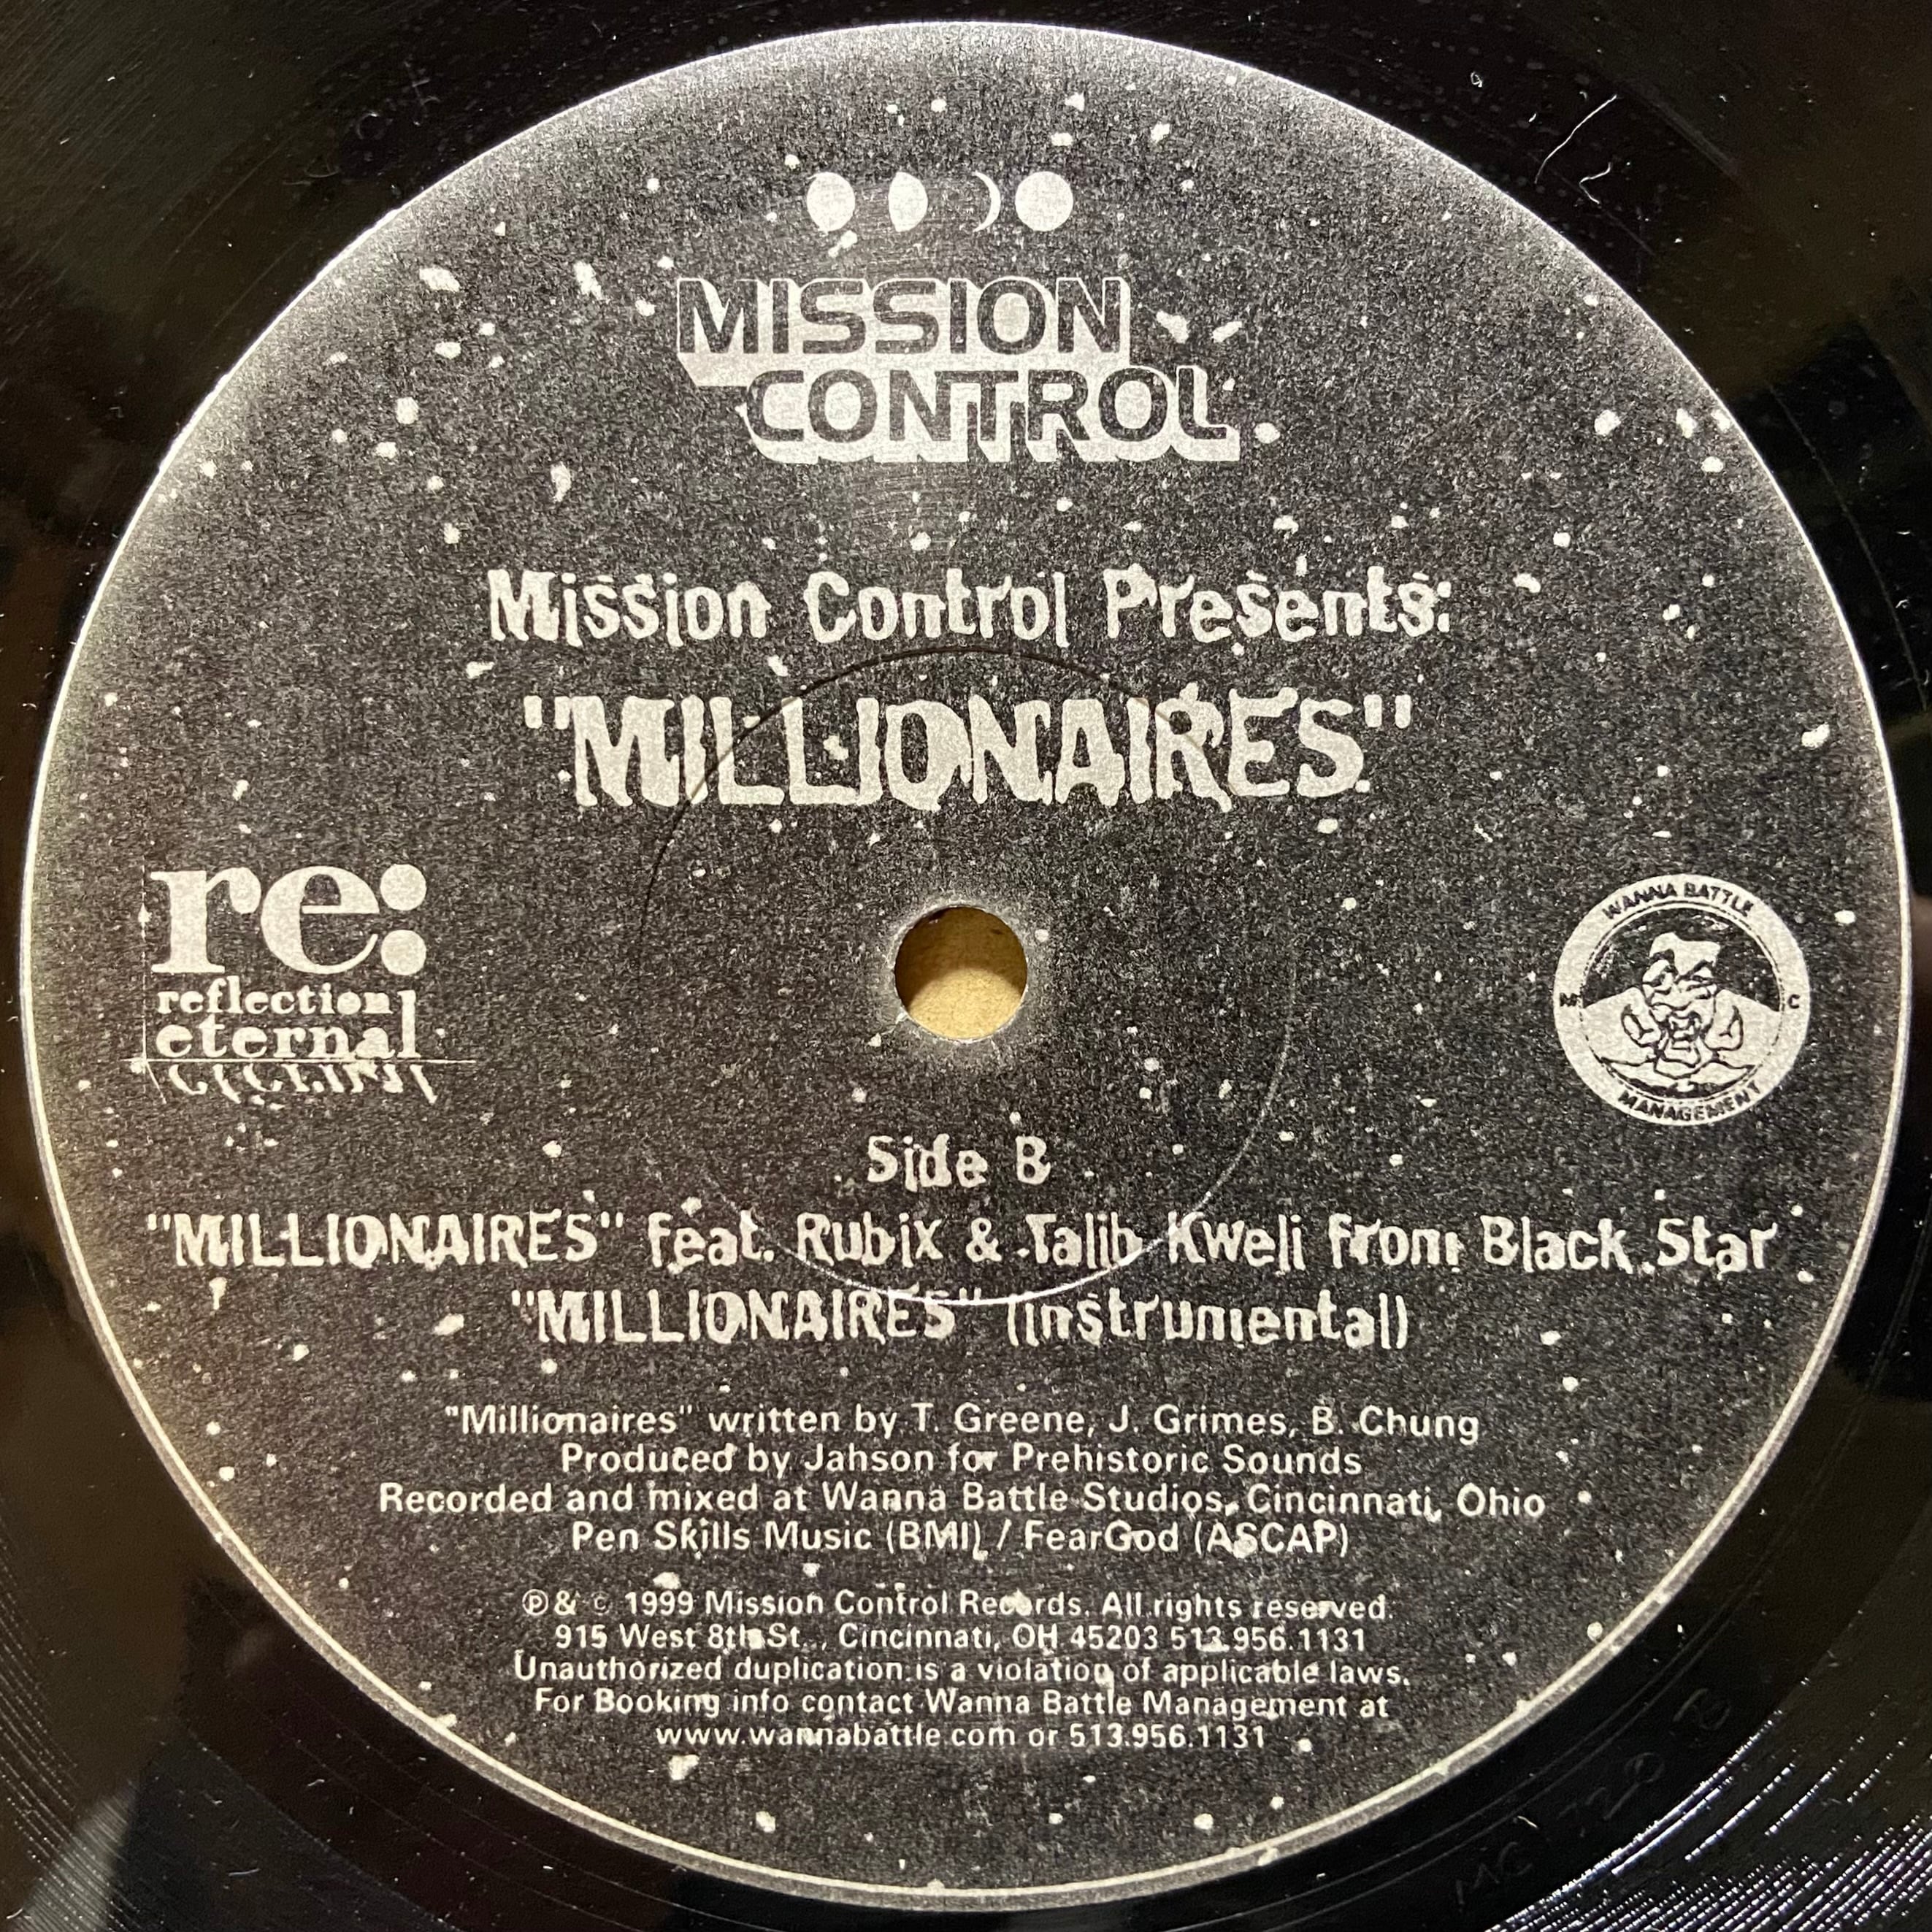 MISSION
CONTROL
Mission Control Presents:
"MILLIONAIRES"
re:
reflection
eternal
WANNA BATTLE
M C
MANAGEMENT
Side B
"MILLIONAIRES" feat. Rubix & Talib Kweli from Black Star
"MILLIONAIRES" (instrumental)
"Millionaires" written by T. Greene, J. Grimes, B. Chung
Produced by Jahson for Prehistoric Sounds
Recorded and mixed at Wanna Battle Studios, Cincinnati, Ohio
Pen Skills Music (BMI) / FearGod (ASCAP)
℗& © 1999 Mission Control Records. All rights reserved.
915 West 8th St. , Cincinnati, OH 45203 513.956.1131
Unauthorized duplication is a violation of applicable laws.
For Booking info contact Wanna Battle Management at
www.wannabattle.com or 513.956.1131